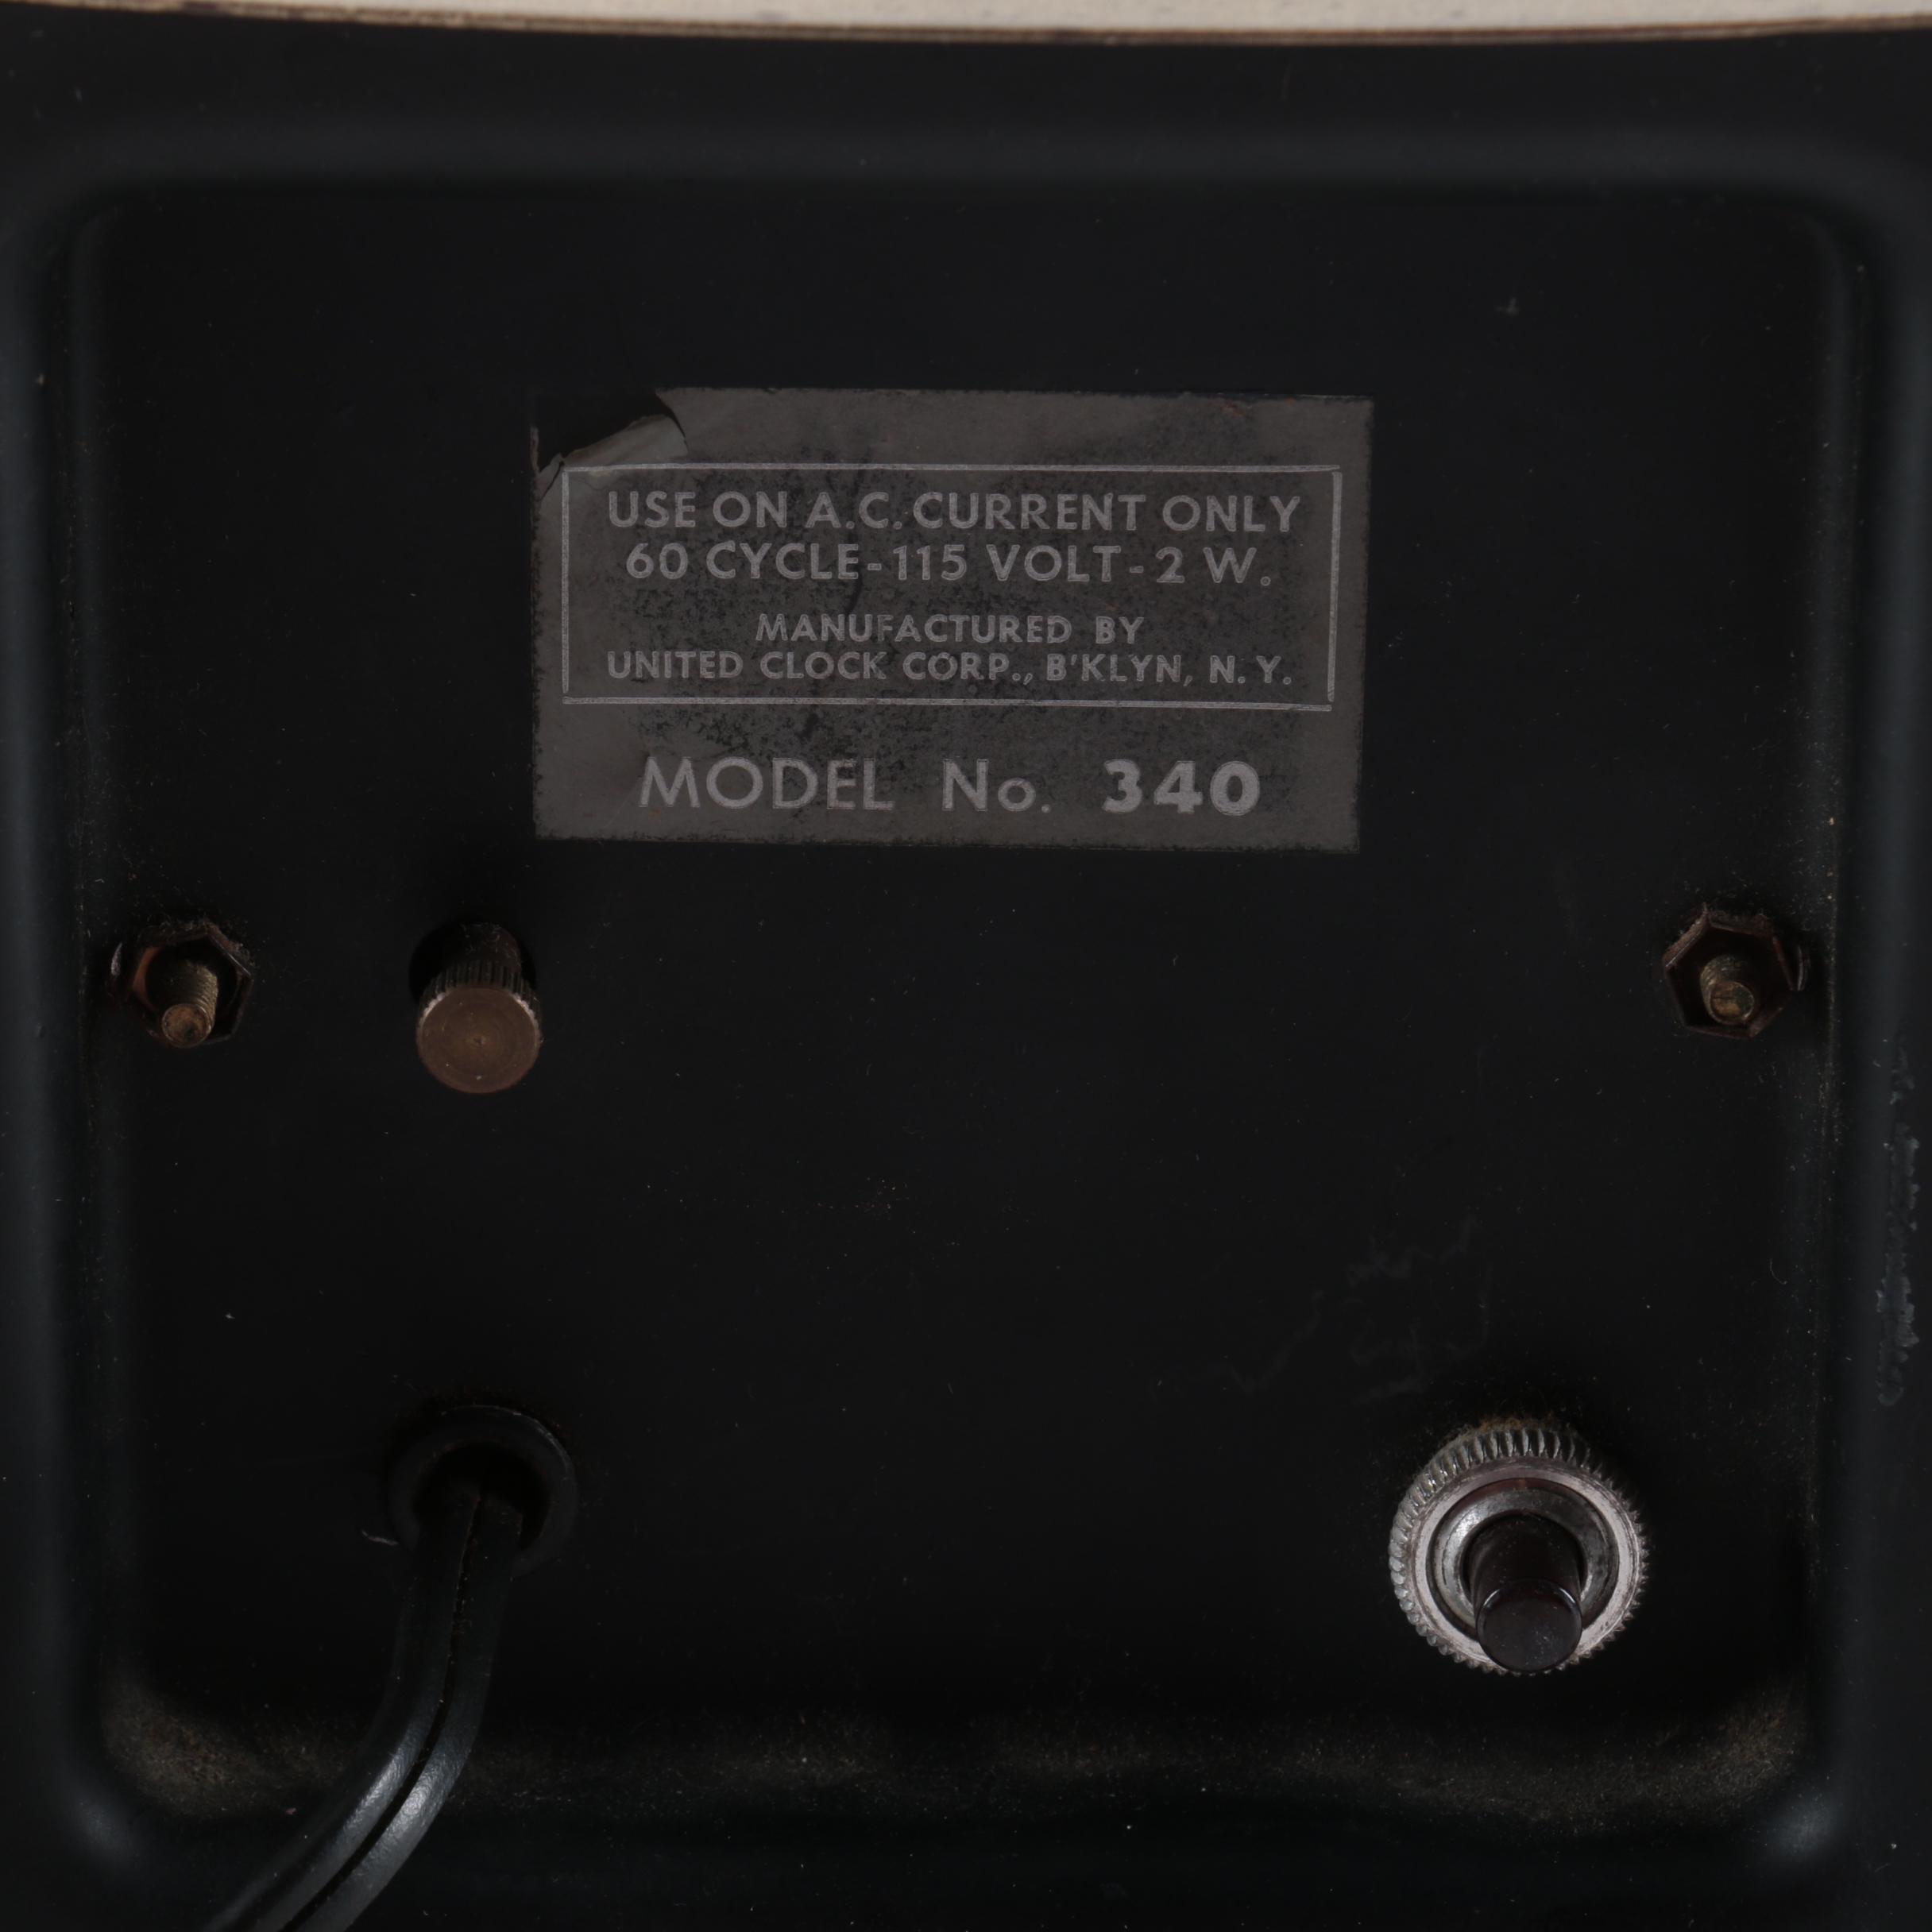 USE ON A.C. CURRENT ONLY
60 CYCLE-115 VOLT-2 W.
MANUFACTURED BY
UNITED CLOCK CORP., B'KLYN, N.Y.
MODEL No. 340